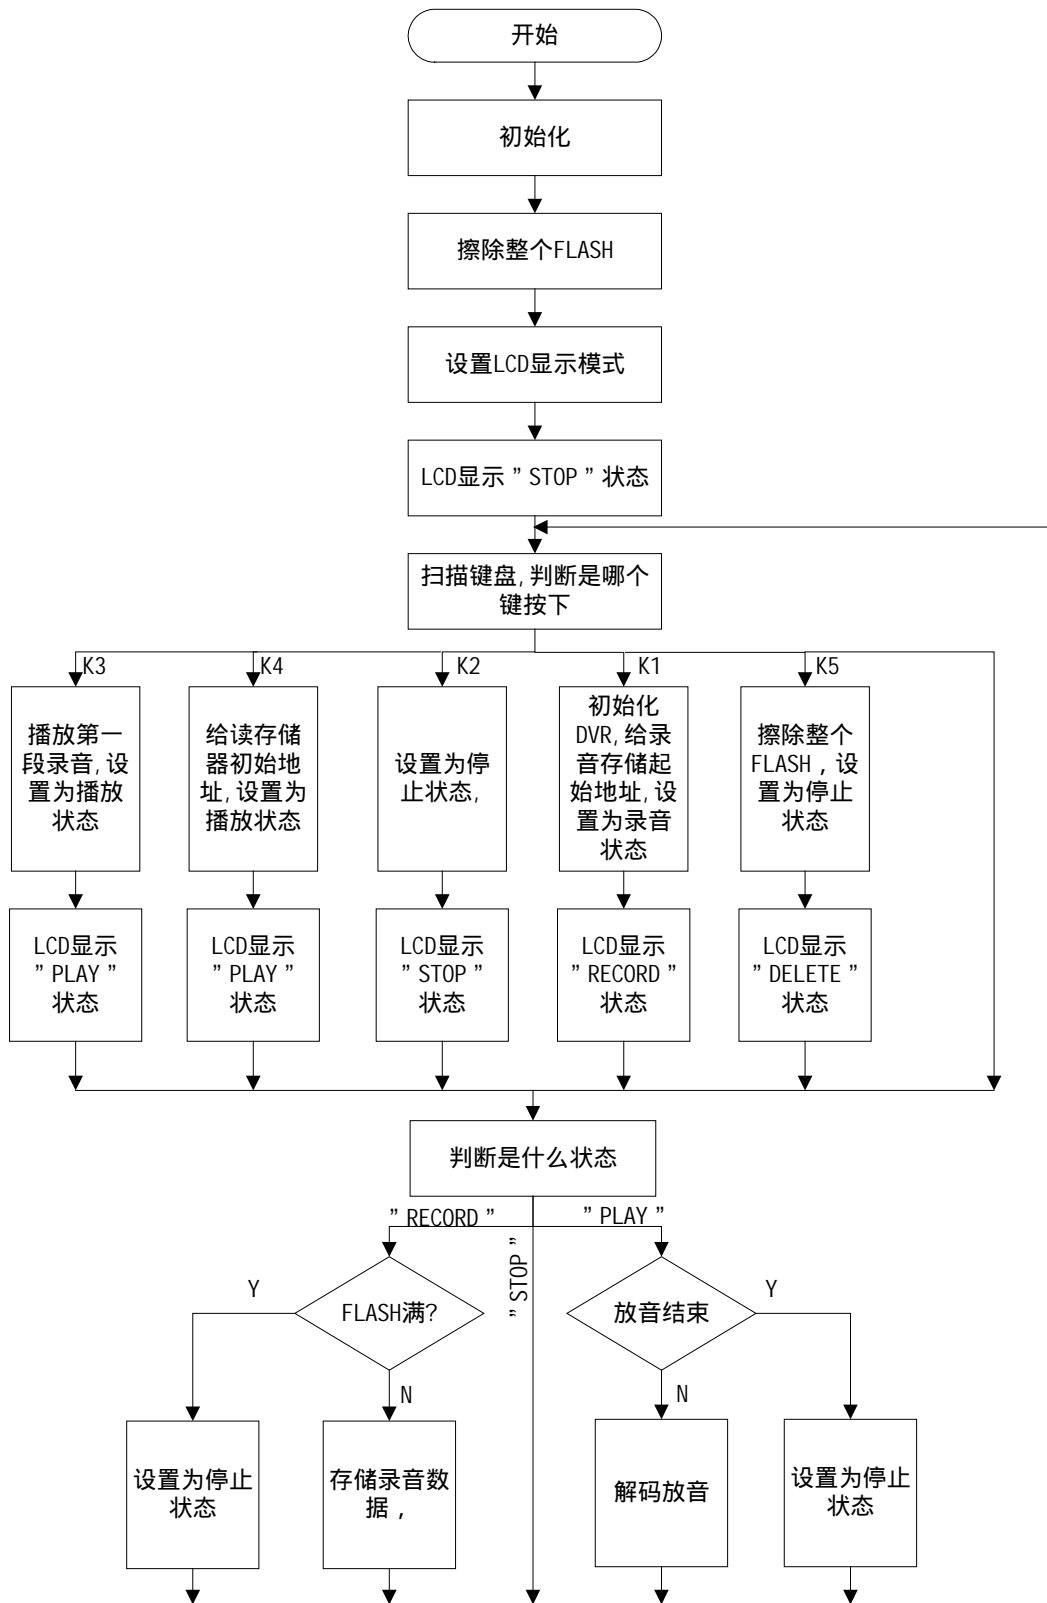 开始
初始化
擦除整个FLASH
设置LCD显示模式
LCD显示＂STOP＂状态
扫描键盘,判断是哪个
键按下
K3
K4
K2
K1
K5
播放第一
段录音,设
置为播放
状态
给读存储
器初始地
址,设置为
播放状态
设置为停
止状态,
初始化
DVR,给录
音存储起
始地址,设
置为录音
状态
擦除整个
FLASH，设
置为停止
状态
LCD显示
＂PLAY＂
状态
LCD显示
＂PLAY＂
状态
LCD显示
＂STOP＂
状态
LCD显示
＂RECORD＂
状态
LCD显示
＂DELETE＂
状态
判断是什么状态
＂RECORD＂
＂STOP＂
＂PLAY＂
Y
FLASH满?
放音结束
Y
N
N
设置为停止
状态
存储录音数
据，
解码放音
设置为停止
状态